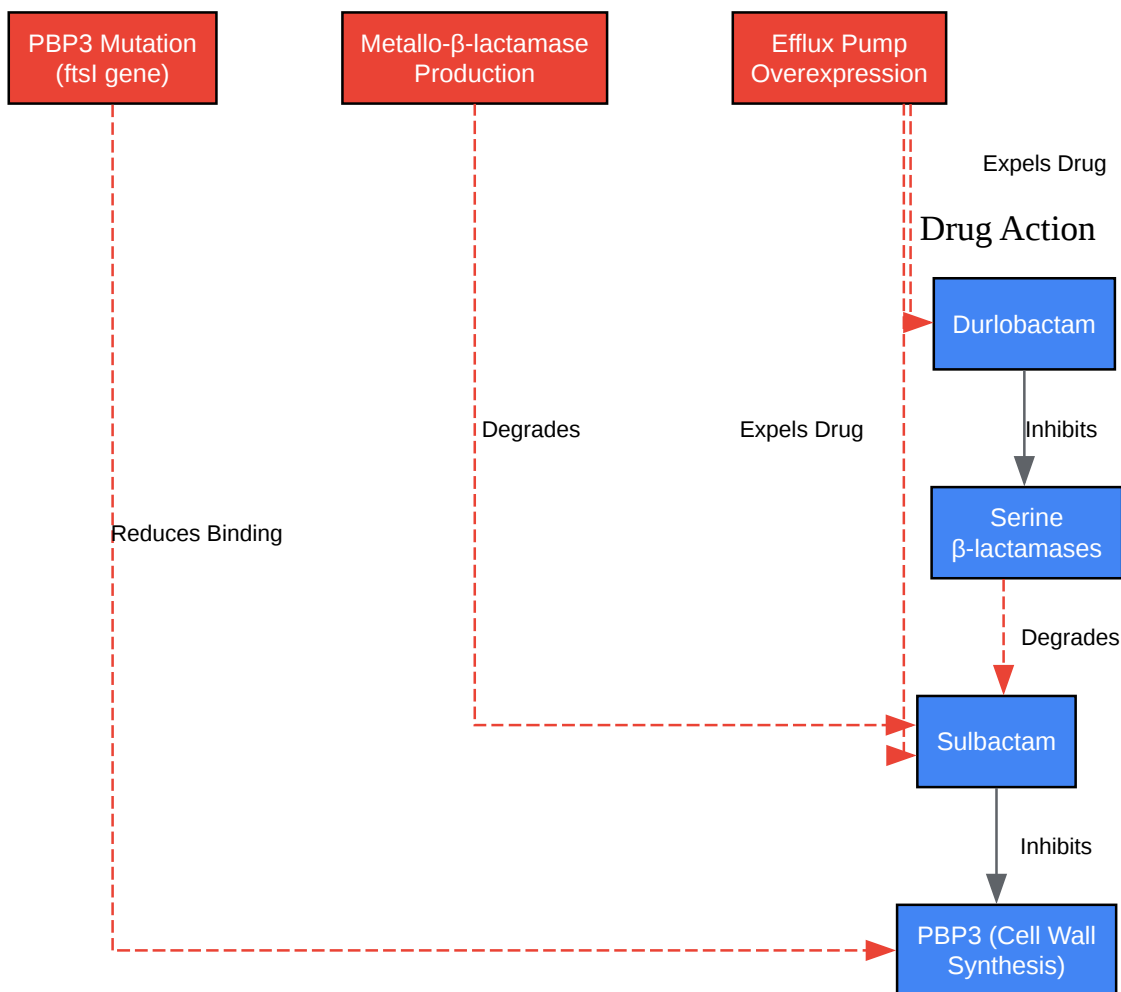 PBP3 Mutation
(ftsI gene)
Metallo-β-lactamase
Production
Efflux Pump
Overexpression
Expels Drug
Drug Action
Durlobactam
Degrades
Expels Drug
Inhibits
Serine
β-lactamases
Reduces Binding
Degrades
Sulbactam
Inhibits
PBP3 (Cell Wall
Synthesis)